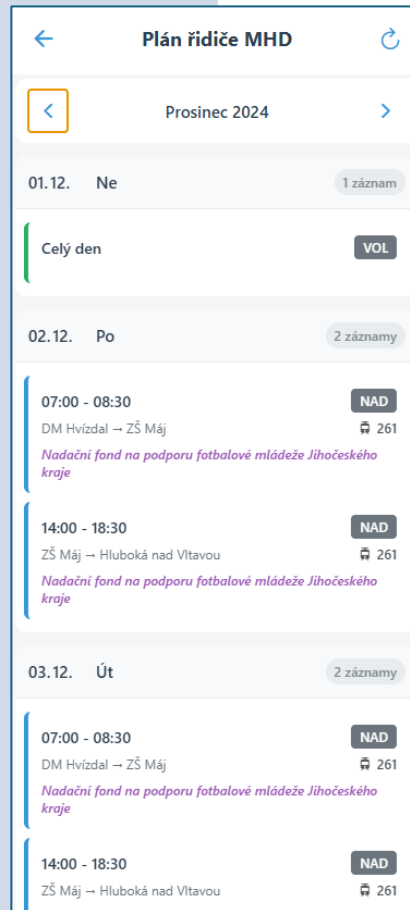 Plán řidiče MHD
Prosinec 2024
01.12. Ne 1 záznam
Celý den VOL
02.12. Po 2 záznamy
07:00 - 08:30 NAD
DM Hvízdal → ZŠ Máj 261
Nadační fond na podporu fotbalové mládeže Jihočeského
kraje
14:00 - 18:30 NAD
ZŠ Máj → Hluboká nad Vltavou 261
Nadační fond na podporu fotbalové mládeže Jihočeského
kraje
03.12. Út 2 záznamy
07:00 - 08:30 NAD
DM Hvízdal → ZŠ Máj 261
Nadační fond na podporu fotbalové mládeže Jihočeského
kraje
14:00 - 18:30 NAD
ZŠ Máj → Hluboká nad Vltavou 261